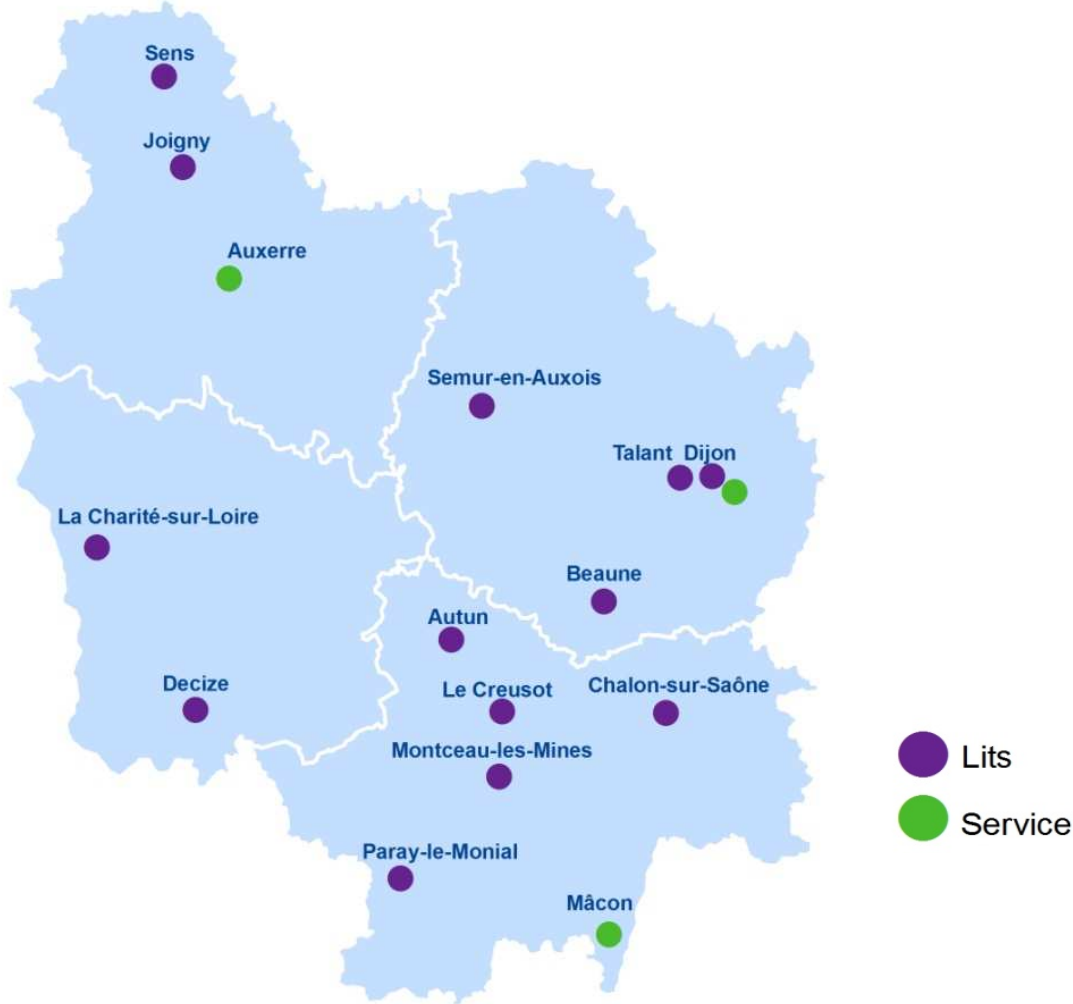 Sens
Joigny
Auxerre
Semur-en-Auxois
Talant Dijon
La Charité-sur-Loire
Beaune
Autun
Decize
Le Creusot
Chalon-sur-Saône
Montceau-les-Mines
Paray-le-Monial
Mâcon
Lits
Service